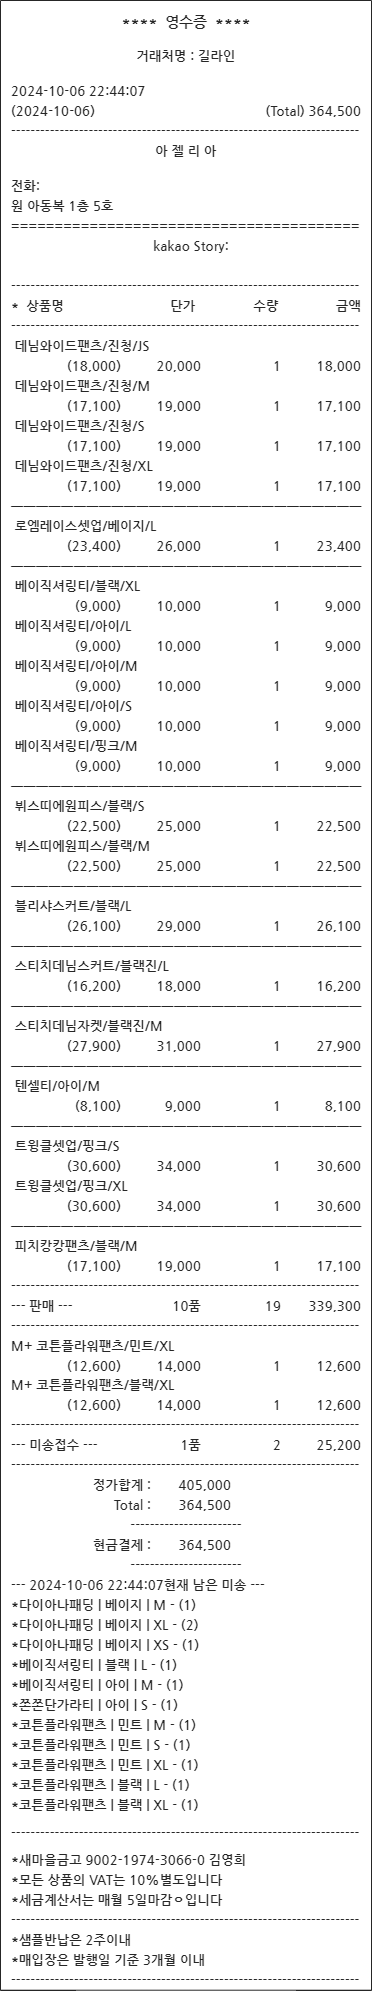 **** 영수증 ****
거래처명 : 길라인
2024-10-06 22:44:07
(2024-10-06) (Total) 364,500
아 젤 리 아
전화:
원 아동복 1층 5호
========================================
kakao Story:
* 상품명 단가 수량 금액
데님와이드팬츠/진청/JS
(18,000) 20,000 1 18,000
데님와이드팬츠/진청/M
(17,100) 19,000 1 17,100
데님와이드팬츠/진청/S
(17,100) 19,000 1 17,100
데님와이드팬츠/진청/XL
(17,100) 19,000 1 17,100
로엠레이스셋업/베이지/L
(23,400) 26,000 1 23,400
베이직셔링티/블랙/XL
(9,000) 10,000 1 9,000
베이직셔링티/아이/L
(9,000) 10,000 1 9,000
베이직셔링티/아이/M
(9,000) 10,000 1 9,000
베이직셔링티/아이/S
(9,000) 10,000 1 9,000
베이직셔링티/핑크/M
(9,000) 10,000 1 9,000
뷔스띠에원피스/블랙/S
(22,500) 25,000 1 22,500
뷔스띠에원피스/블랙/M
(22,500) 25,000 1 22,500
블리샤스커트/블랙/L
(26,100) 29,000 1 26,100
스티치데님스커트/블랙진/L
(16,200) 18,000 1 16,200
스티치데님자켓/블랙진/M
(27,900) 31,000 1 27,900
텐셀티/아이/M
(8,100) 9,000 1 8,100
트윙클셋업/핑크/S
(30,600) 34,000 1 30,600
트윙클셋업/핑크/XL
(30,600) 34,000 1 30,600
피치캉캉팬츠/블랙/M
(17,100) 19,000 1 17,100
--- 판매 --- 10품 19 339,300
M+ 코튼플라워팬츠/민트/XL
(12,600) 14,000 1 12,600
M+ 코튼플라워팬츠/블랙/XL
(12,600) 14,000 1 12,600
--- 미송접수 --- 1품 2 25,200
정가합계 : 405,000
Total : 364,500
현금결제 : 364,500
--- 2024-10-06 22:44:07현재 남은 미송 ---
*다이아나패딩 | 베이지 | M - (1)
*다이아나패딩 | 베이지 | XL - (2)
*다이아나패딩 | 베이지 | XS - (1)
*베이직셔링티 | 블랙 | L - (1)
*베이직셔링티 | 아이 | M - (1)
*쫀쫀단가라티 | 아이 | S - (1)
*코튼플라워팬츠 | 민트 | M - (1)
*코튼플라워팬츠 | 민트 | S - (1)
*코튼플라워팬츠 | 민트 | XL - (1)
*코튼플라워팬츠 | 블랙 | L - (1)
*코튼플라워팬츠 | 블랙 | XL - (1)
*새마을금고 9002-1974-3066-0 김영희
*모든 상품의 VAT는 10%별도입니다
*세금계산서는 매월 5일마감ㅇ입니다
*샘플반납은 2주이내
*매입장은 발행일 기준 3개월 이내